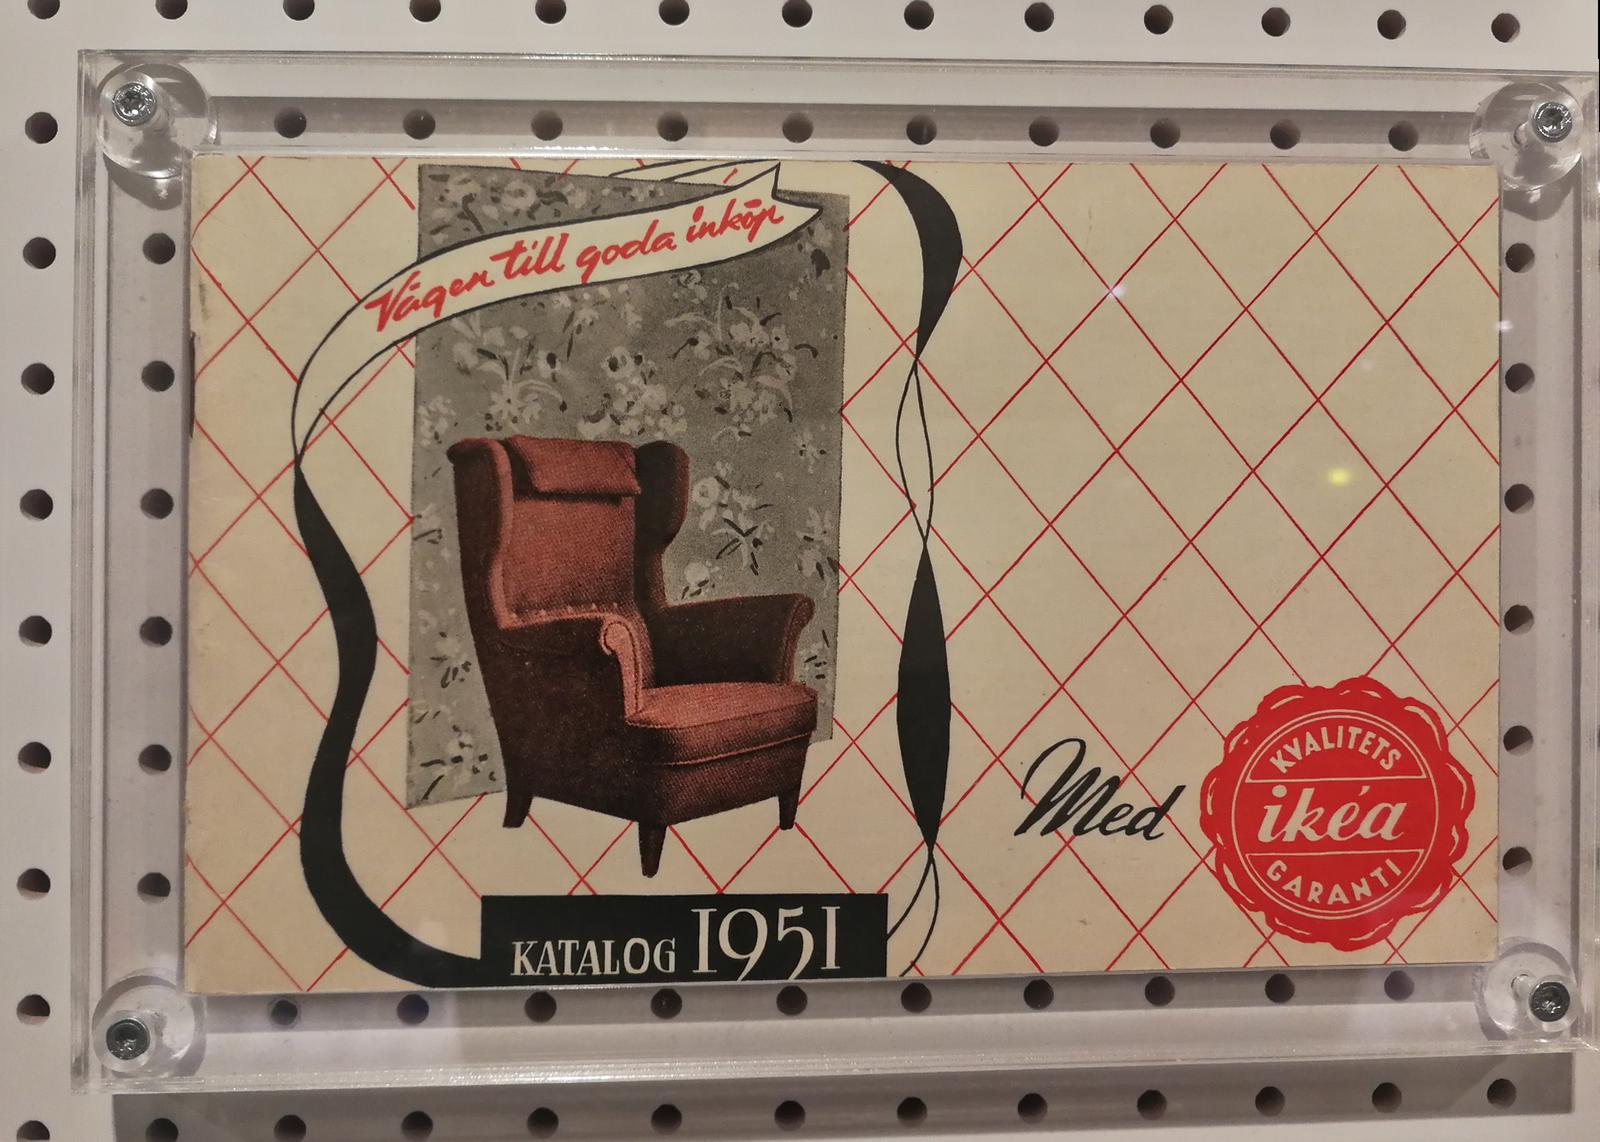 Vägen till goda inköp
Med
KVALITETS
ikéa
GARANTI
KATALOG 1951